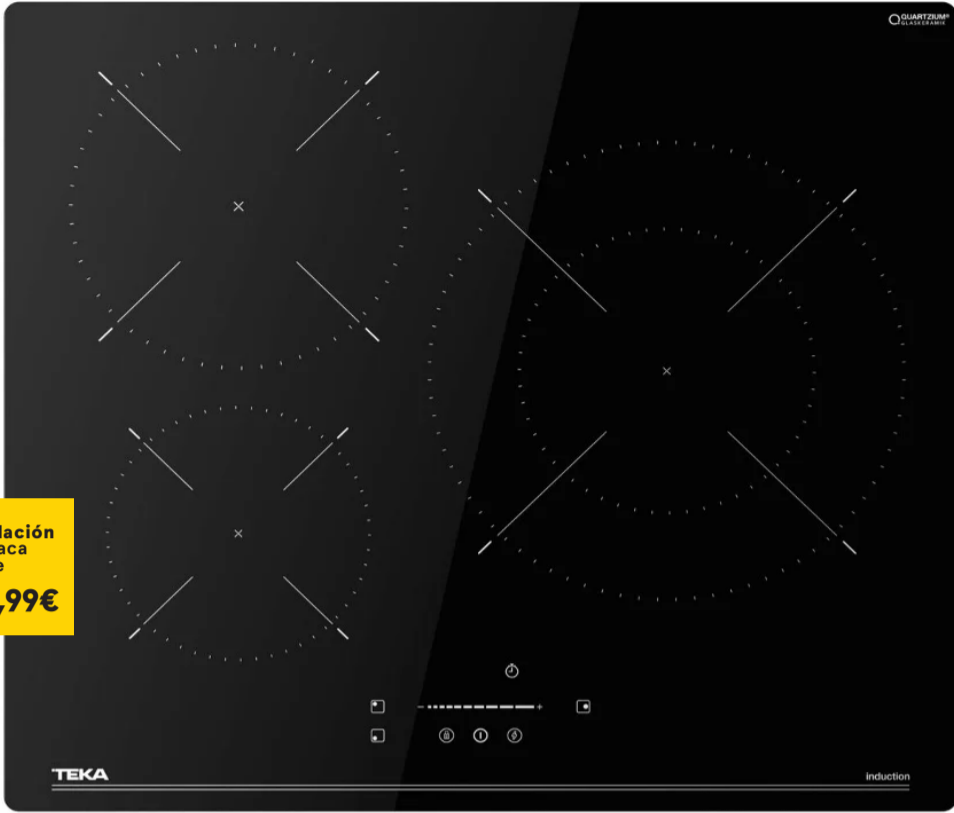 QUARTZIUM®
GLASKERAMIK
lación
aca
e
,99€
- +
TEKA
induction